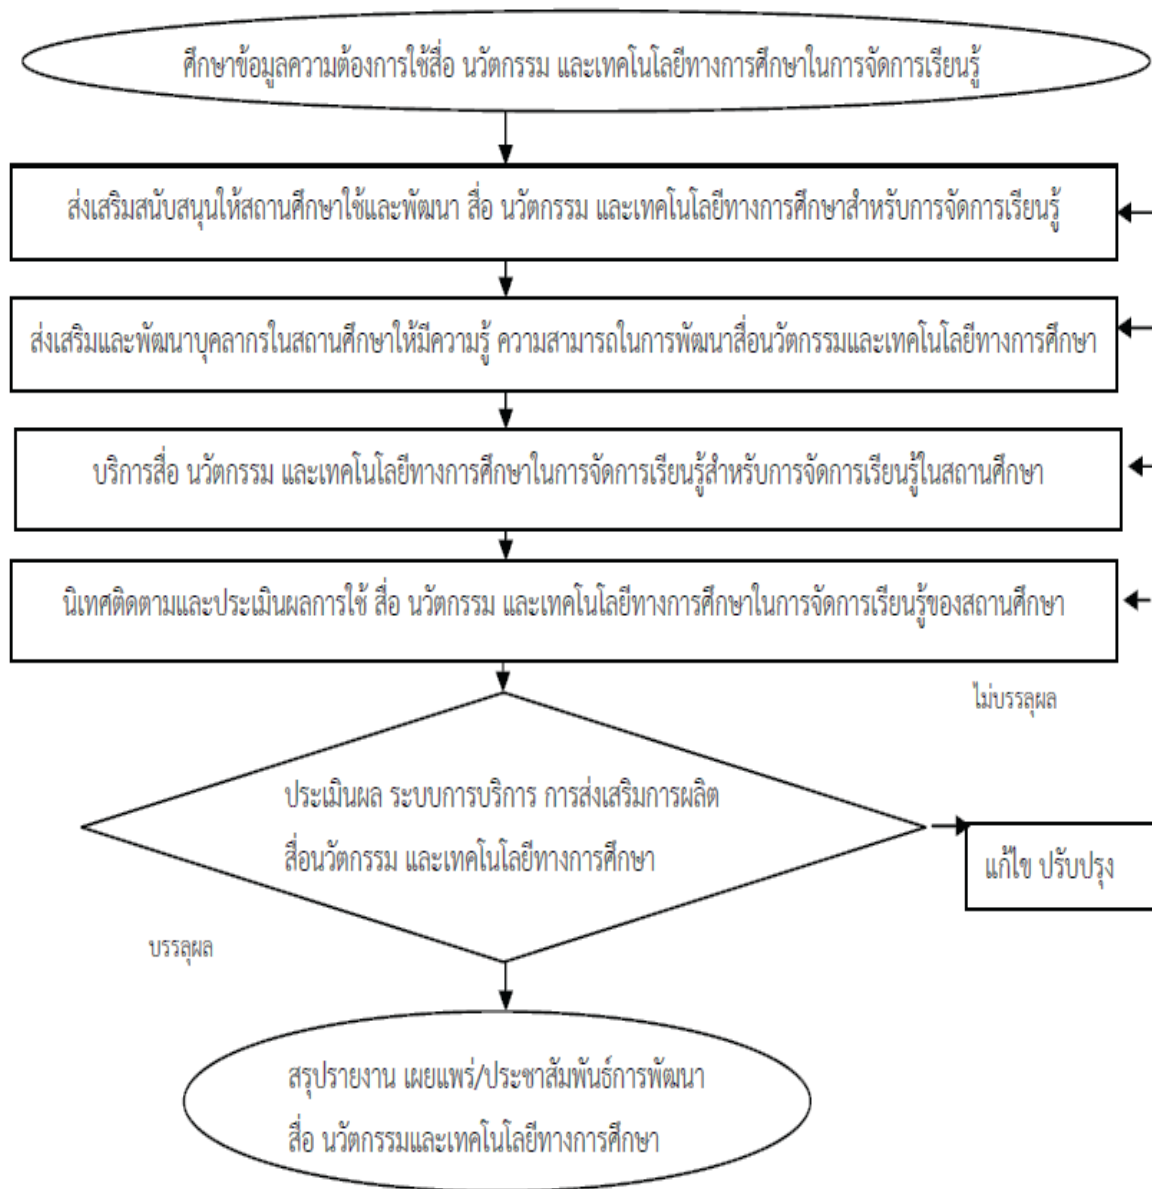 ศึกษาข้อมูลความต้องการใช้สื่อ นวัตกรรม และเทคโนโลยีทางการศึกษาในการจัดการเรียนรู้
ส่งเสริมสนับสนุนให้สถานศึกษาใช้และพัฒนา สื่อ นวัตกรรม และเทคโนโลยีทางการศึกษาสำหรับการจัดการเรียนรู้
ส่งเสริมและพัฒนาบุคลากรในสถานศึกษาให้มีความรู้ ความสามารถในการพัฒนาสื่อนวัตกรรมและเทคโนโลยีทางการศึกษา
บริการสื่อ นวัตกรรม และเทคโนโลยีทางการศึกษาในการจัดการเรียนรู้สำหรับการจัดการเรียนรู้ในสถานศึกษา
นิเทศติดตามและประเมินผลการใช้ สื่อ นวัตกรรม และเทคโนโลยีทางการศึกษาในการจัดการเรียนรู้ของสถานศึกษา
ไม่บรรลุผล
ประเมินผล ระบบการบริการ การส่งเสริมการผลิต
สื่อนวัตกรรม และเทคโนโลยีทางการศึกษา
แก้ไข ปรับปรุง
บรรลุผล
สรุปรายงาน เผยแพร่/ประชาสัมพันธ์การพัฒนา
สื่อ นวัตกรรมและเทคโนโลยีทางการศึกษา